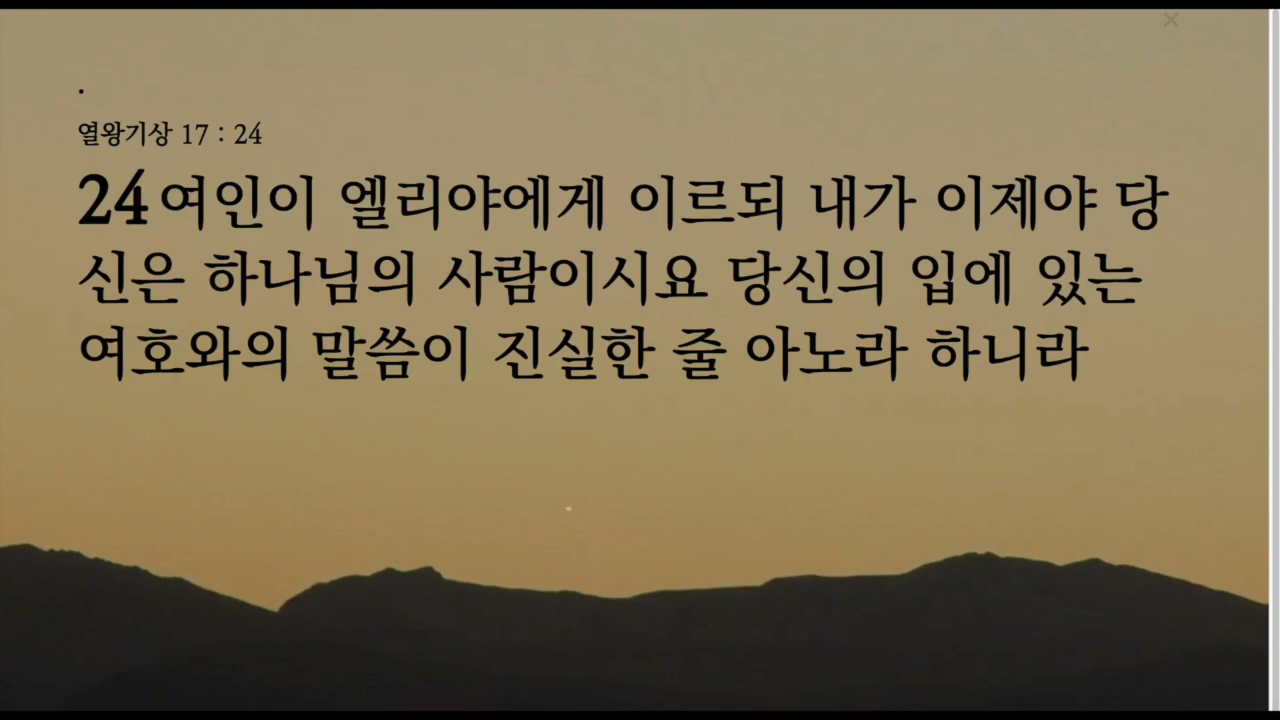 .
열왕기상 17 : 24
24 여인이 엘리야에게 이르되 내가 이제야 당
신은 하나님의 사람이시요 당신의 입에 있는
여호와의 말씀이 진실한 줄 아노라 하니라